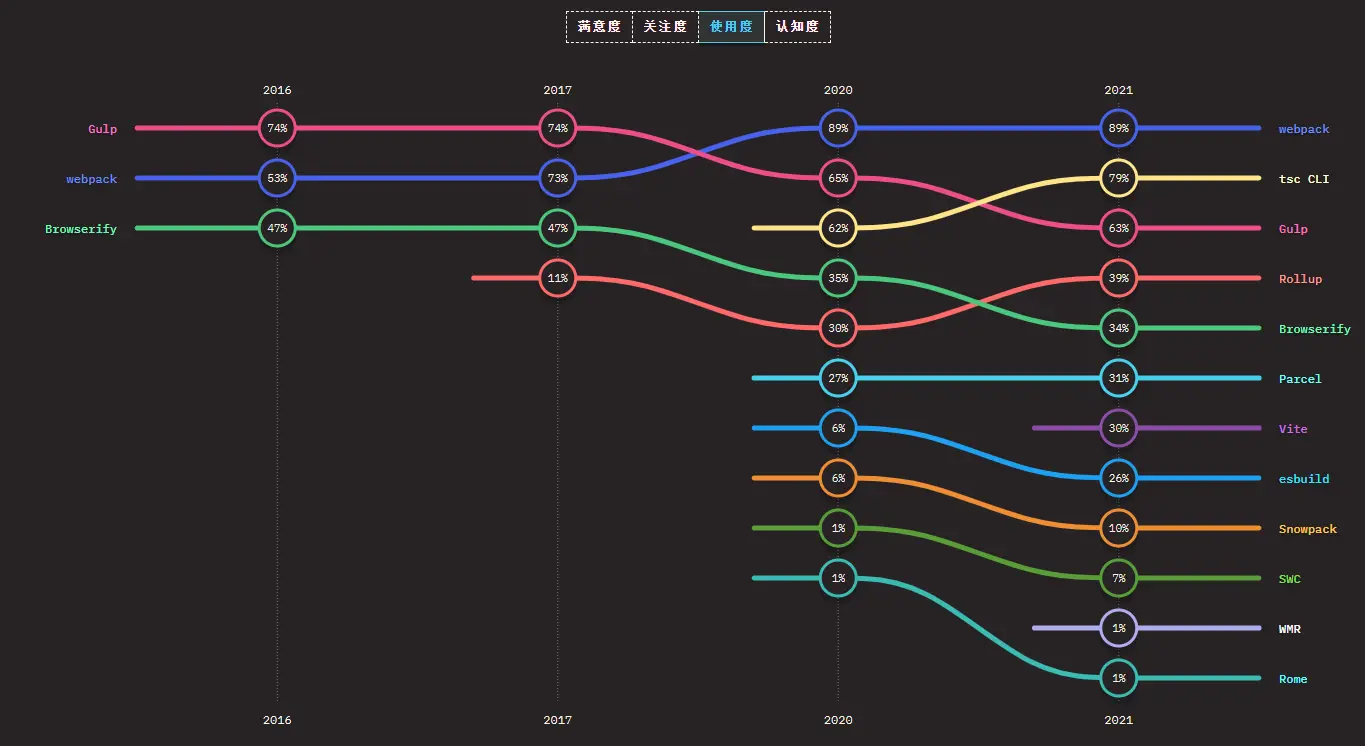 满意度 关注度 使用度 认知度
2016 2017 2020 2021
Gulp 74% 74% 89% 89% webpack
webpack 53% 73% 65% 79% tsc CLI
Browserify 47% 47% 62% 63% Gulp
11% 35% 39% Rollup
30% 34% Browserify
27% 31% Parcel
6% 30% Vite
6% 26% esbuild
1% 10% Snowpack
1% 7% SWC
1% WMR
1% Rome
2016 2017 2020 2021